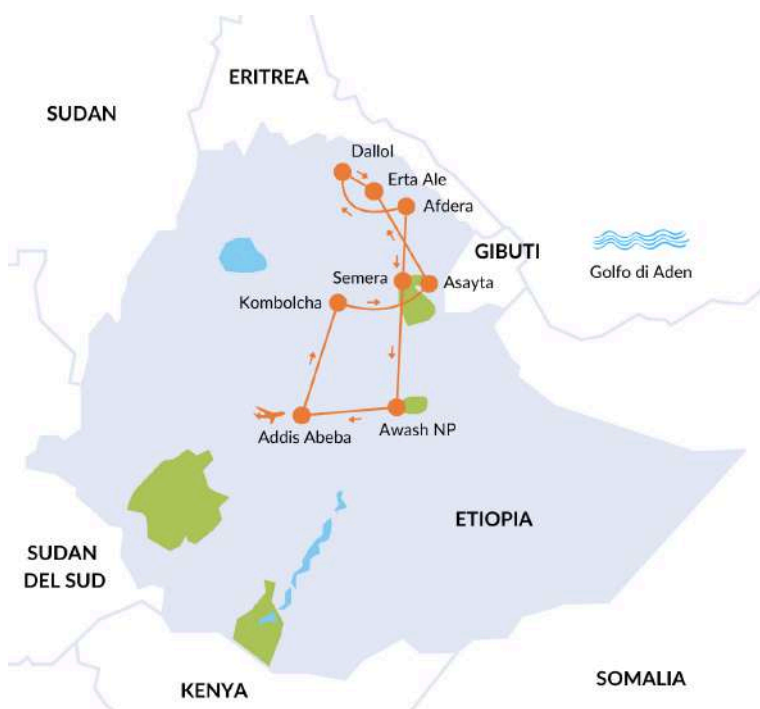 ERITREA
SUDAN
Dallol
Erta Ale
Afdera
GIBUTI
Golfo di Aden
Semera
Asayta
Kombolcha
Addis Abeba
Awash NP
ETIOPIA
SUDAN
DEL SUD
KENYA
SOMALIA